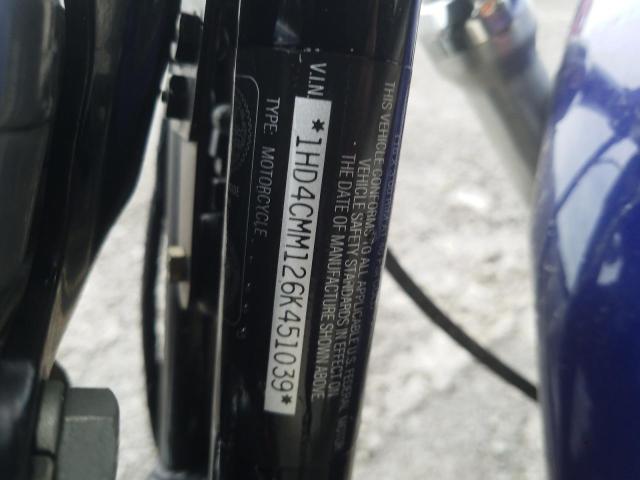 THIS VEHICLE CONFORMS TO ALL APPLICABLE U.S. FEDERAL MOTOR
VEHICLE SAFETY STANDARDS IN EFFECT ON
THE DATE OF MANUFACTURE SHOWN ABOVE
V.I.N.
*1HD4CMM126K451039*
TYPE: MOTORCYCLE